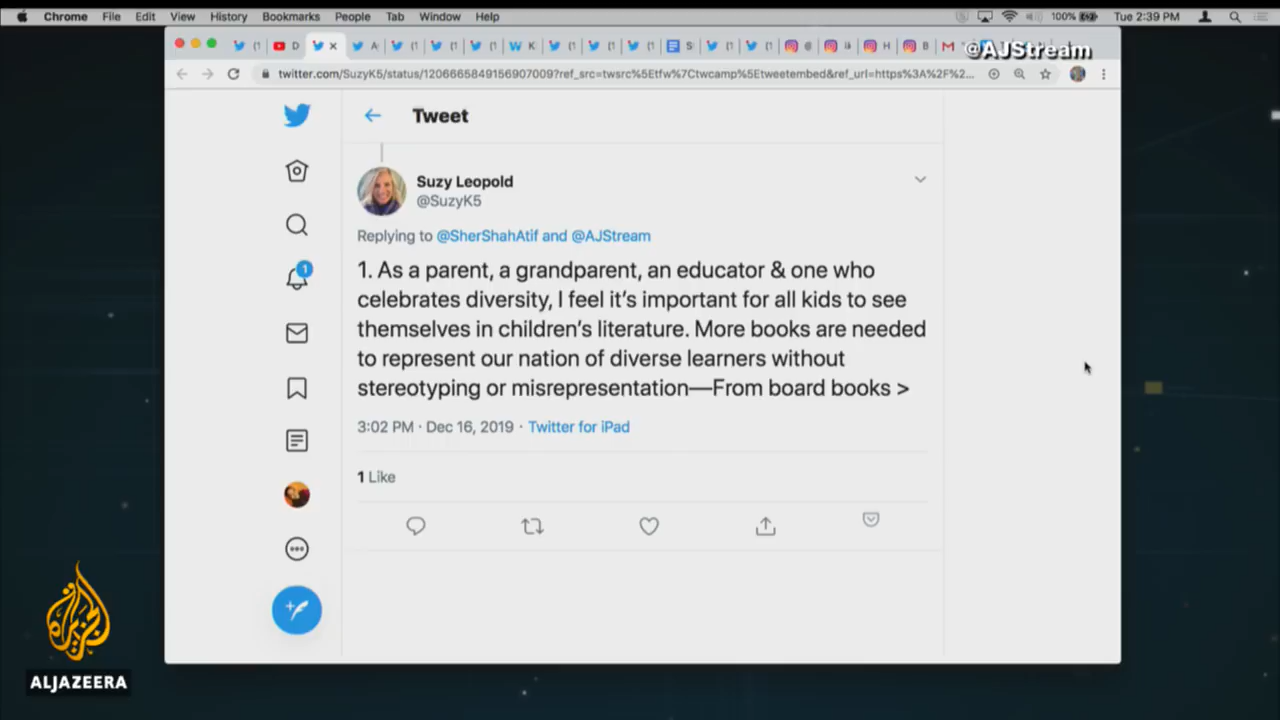 Chrome File Edit View History Bookmarks People Tab Window Help 100% Tue 2:39 PM
@AJStream
twitter.com/SuzyK5/status/1206665849156907009?ref_src=twsrc%5Etfw%7Ctwcamp%5Etweetembed&ref_url=https%3A%2F%2...
Tweet
Suzy Leopold
@SuzyK5
Replying to @SherShahAtif and @AJStream
1. As a parent, a grandparent, an educator & one who
celebrates diversity, I feel it's important for all kids to see
themselves in children's literature. More books are needed
to represent our nation of diverse learners without
stereotyping or misrepresentation—From board books >
3:02 PM · Dec 16, 2019 · Twitter for iPad
1 Like
1
الجزيرة
ALJAZEERA